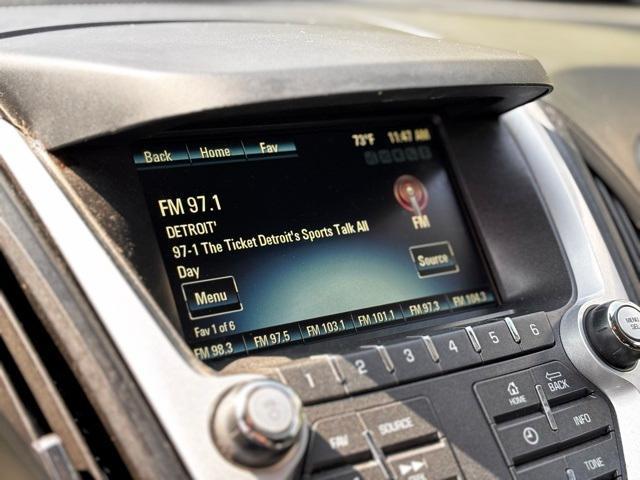 Back Home Fav 73°F 11:47 AM
FM 97.1
DETROIT'
97-1 The Ticket Detroit's Sports Talk All
Day
FM
Menu Source
Fav 1 of 6
FM 98.3 FM 97.5 FM 103.1 FM 101.1 FM 97.3 FM 104.3
1 2 3 4 5 6
MENU
SEL
HOME BACK
FAV SOURCE
INFO
TONE